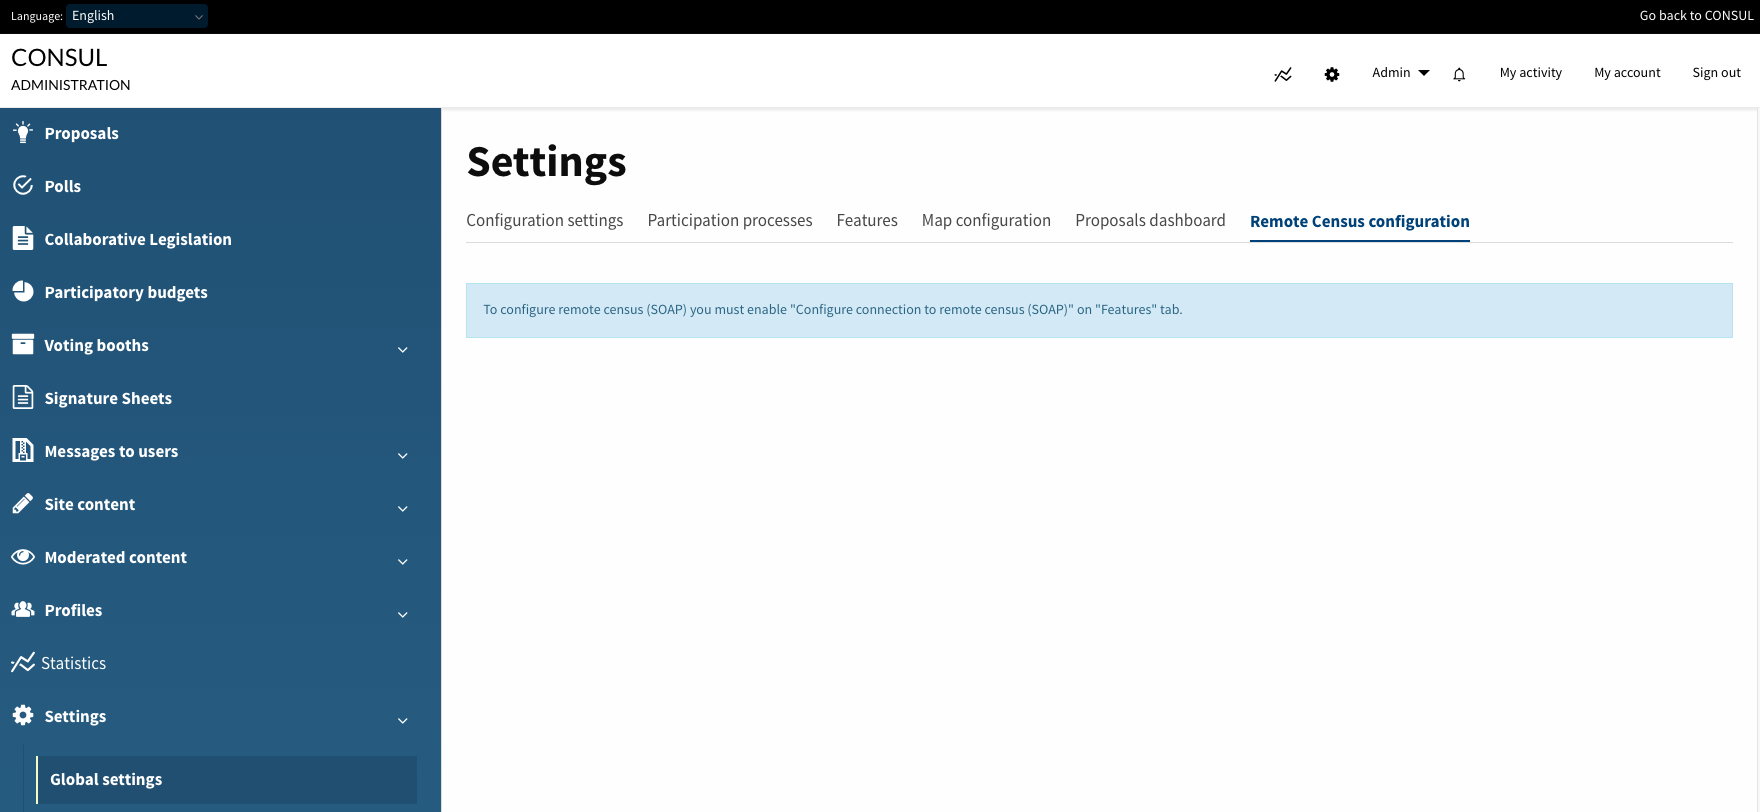 Language: English
Go back to CONSUL
CONSUL
ADMINISTRATION
Admin
My activity
My account
Sign out
Proposals
Polls
Collaborative Legislation
Participatory budgets
Voting booths
Signature Sheets
Messages to users
Site content
Moderated content
Profiles
Statistics
Settings
Global settings
Settings
Configuration settings
Participation processes
Features
Map configuration
Proposals dashboard
Remote Census configuration
To configure remote census (SOAP) you must enable "Configure connection to remote census (SOAP)" on "Features" tab.